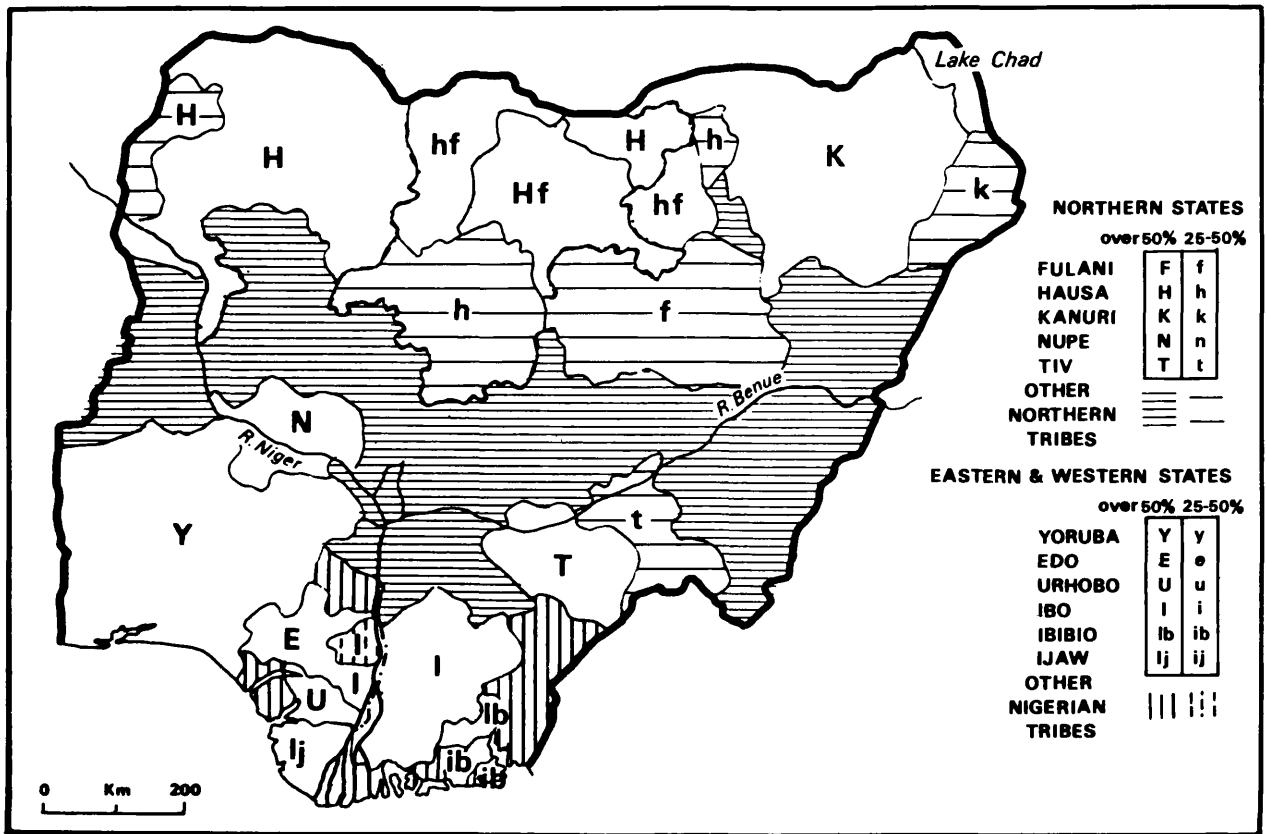 Lake Chad
H
H
hf
Hf
H
h
hf
K
k
h
f
N
R. Niger
R. Benue
Y
T
t
E
I
I
I
U
Ij
Ib
I
ib
ib
0 Km 200
NORTHERN STATES
over 50% 25-50%
FULANI F f
HAUSA H h
KANURI K k
NUPE N n
TIV T t
OTHER
NORTHERN
TRIBES
EASTERN & WESTERN STATES
over 50% 25-50%
YORUBA Y y
EDO E e
URHOBO U u
IBO I i
IBIBIO Ib ib
IJAW Ij ij
OTHER
NIGERIAN
TRIBES